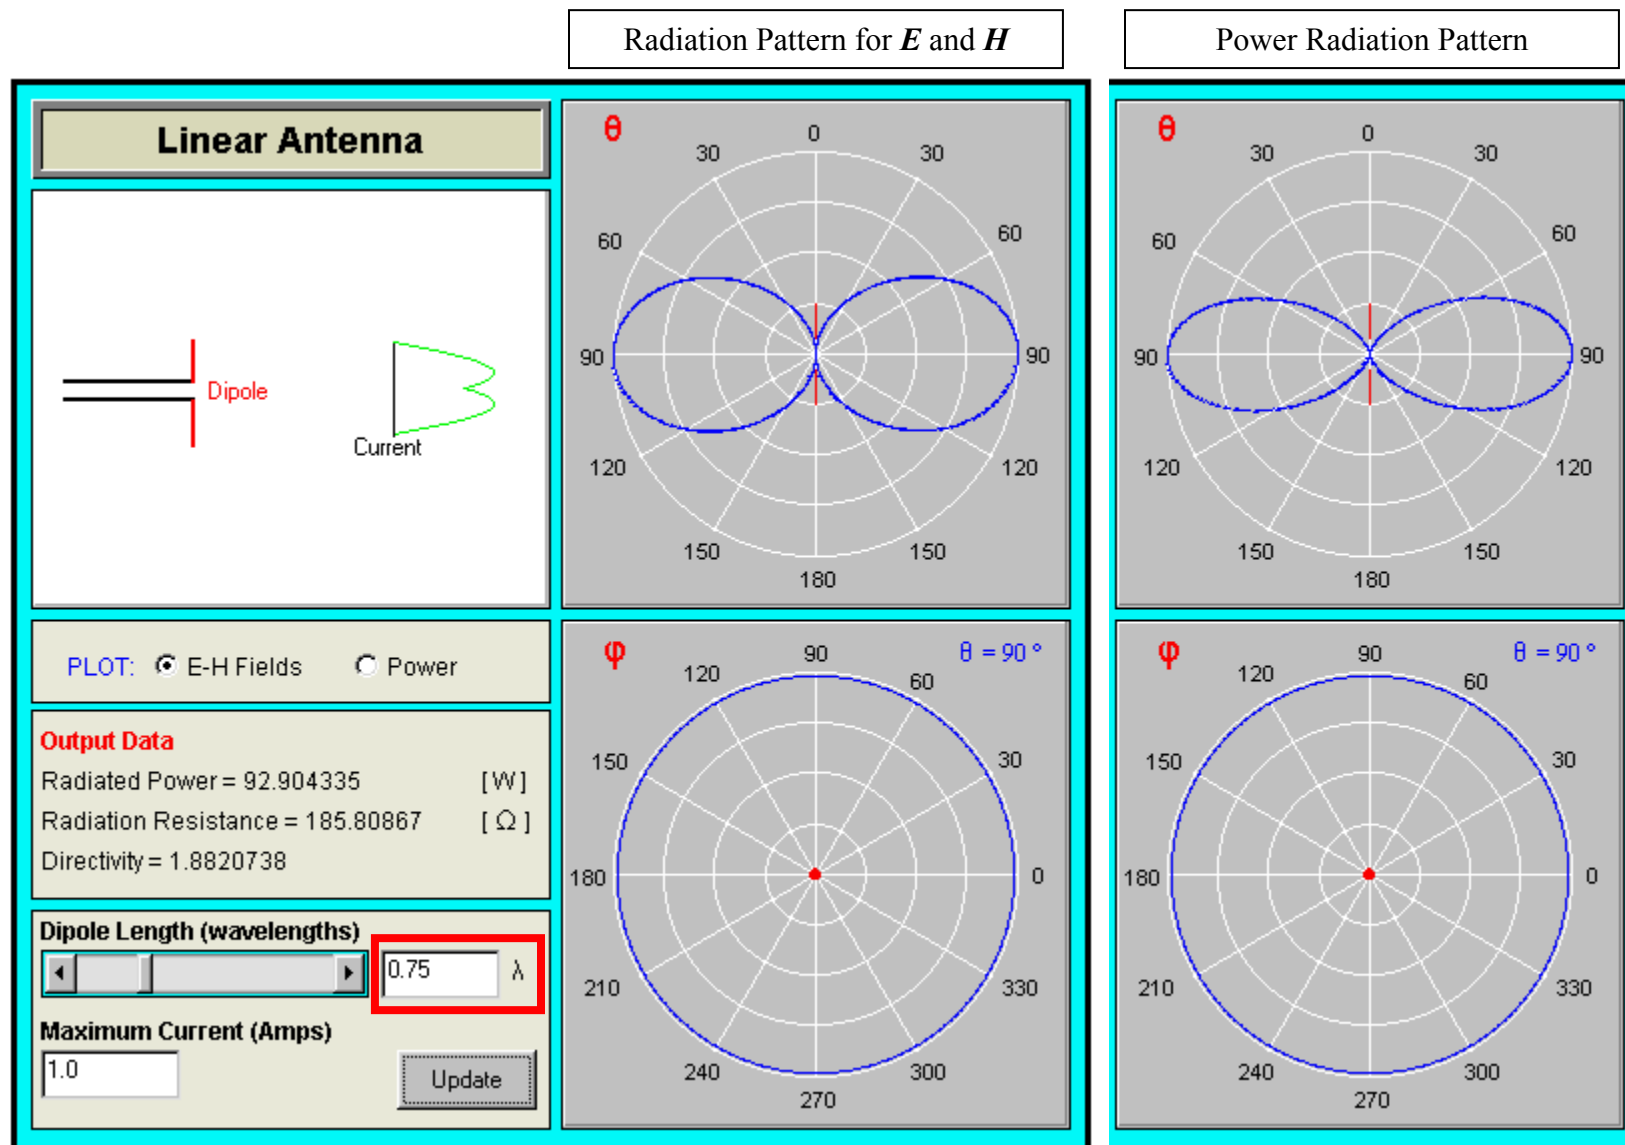 Radiation Pattern for E and H
Power Radiation Pattern
Linear Antenna
Dipole
Current
PLOT: E-H Fields Power
Output Data
Radiated Power = 92.904335 [ W ]
Radiation Resistance = 185.80867 [ Ω ]
Directivity = 1.8820738
Dipole Length (wavelengths)
0.75 λ
Maximum Current (Amps)
1.0
Update
θ
0
30 30
60 60
90 90
120 120
150 150
180
φ
θ = 90 °
90
120 60
150 30
180 0
210 330
240 300
270
θ
0
30 30
60 60
90 90
120 120
150 150
180
φ
θ = 90 °
90
120 60
150 30
180 0
210 330
240 300
270